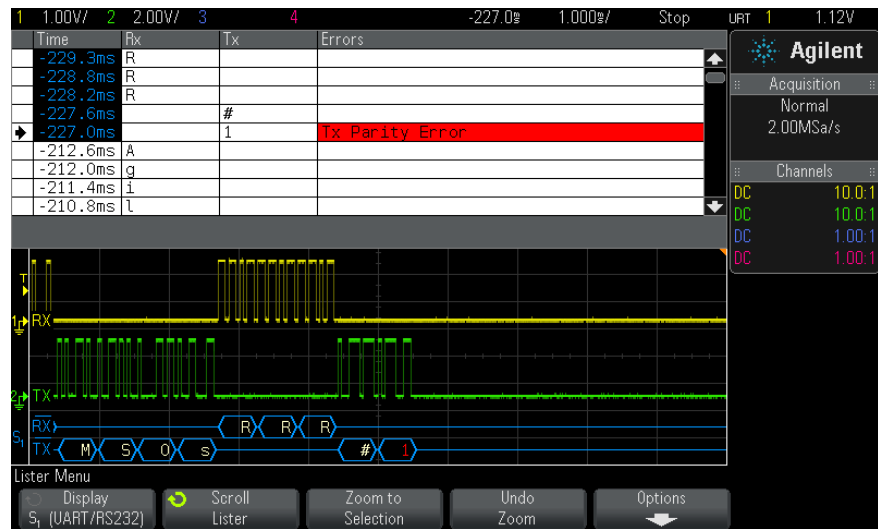 1 1.00V/ 2 2.00V/ 3 4 -227.0ms 1.000ms/ Stop URT 1 1.12V
Time Rx Tx Errors
-229.3ms R
-228.8ms R
-228.2ms R
-227.6ms #
-227.0ms 1 Tx Parity Error
-212.6ms A
-212.0ms g
-211.4ms i
-210.8ms l
Agilent
Acquisition
Normal
2.00MSa/s
Channels
DC 10.0:1
DC 10.0:1
DC 1.00:1
DC 1.00:1
T
1 RX
2 TX
S1 RX R R R
TX M S O s # 1
Lister Menu
Display
S1 (UART/RS232)
Scroll
Lister
Zoom to
Selection
Undo
Zoom
Options